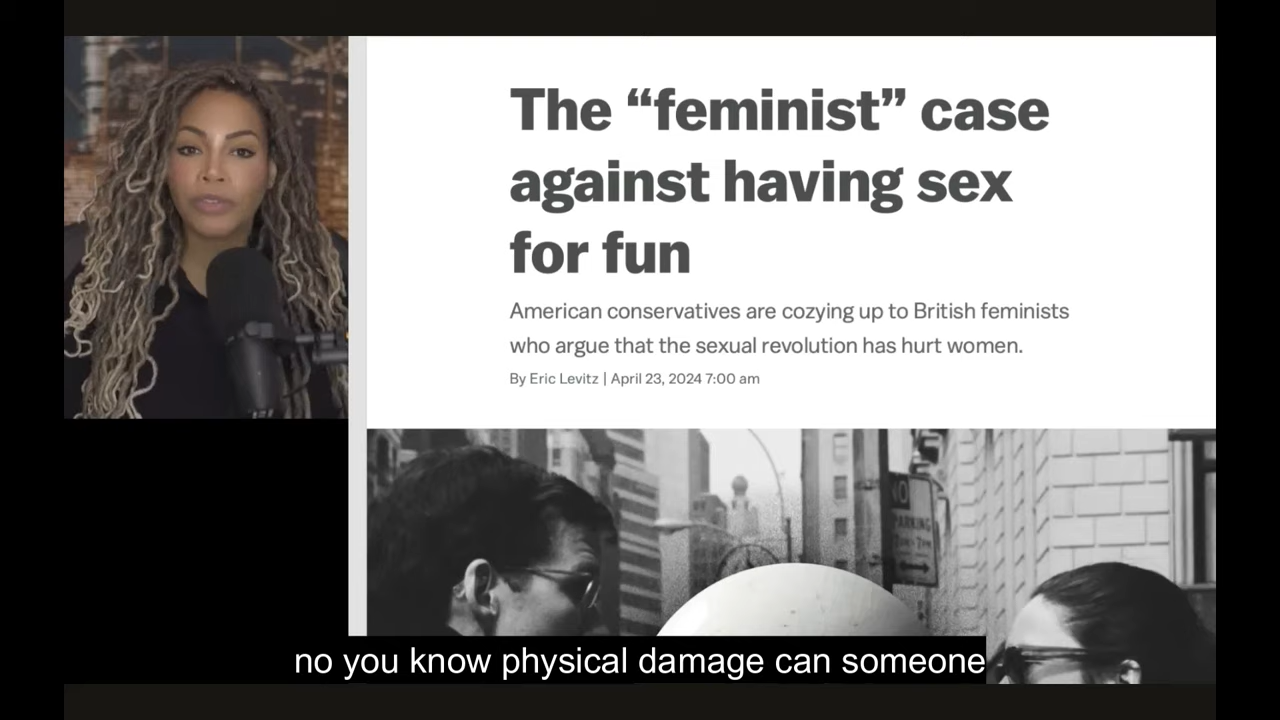 The “feminist” case
against having sex
for fun
American conservatives are cozying up to British feminists
who argue that the sexual revolution has hurt women.
By Eric Levitz | April 23, 2024 7:00 am
NO
PARKING
no you know physical damage can someone